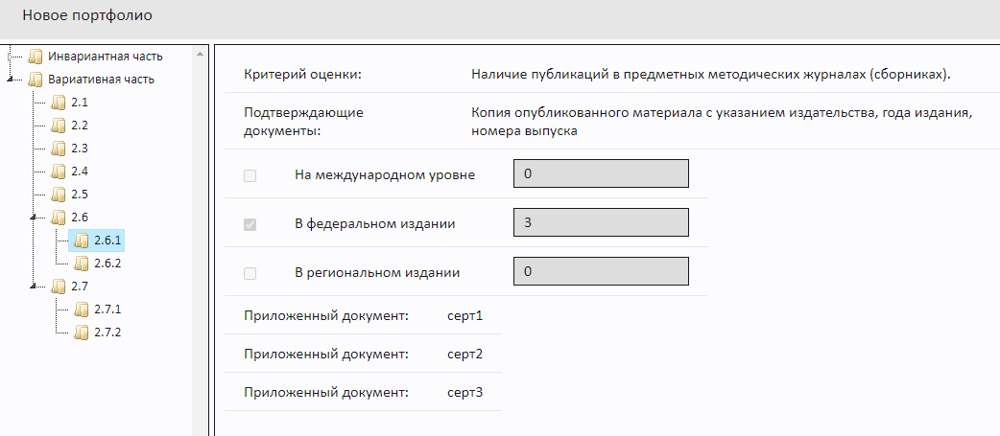 Новое портфолио
Инвариантная часть
Вариативная часть
2.1
2.2
2.3
2.4
2.5
2.6
2.6.1
2.6.2
2.7
2.7.1
2.7.2
Критерий оценки: Наличие публикаций в предметных методических журналах (сборниках).
Подтверждающие Копия опубликованного материала с указанием издательства, года издания,
документы: номера выпуска
На международном уровне 0
В федеральном издании 3
В региональном издании 0
Приложенный документ: серт1
Приложенный документ: серт2
Приложенный документ: серт3